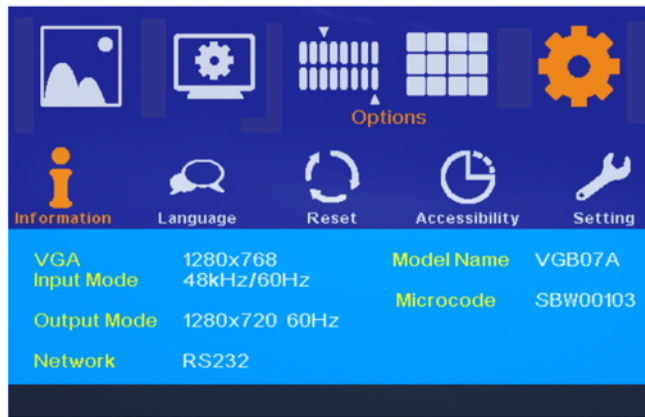 Options
Information Language Reset Accessibility Setting
VGA 1280x768 Model Name VGB07A
Input Mode 48kHz/60Hz
Microcode SBW00103
Output Mode 1280x720 60Hz
Network RS232